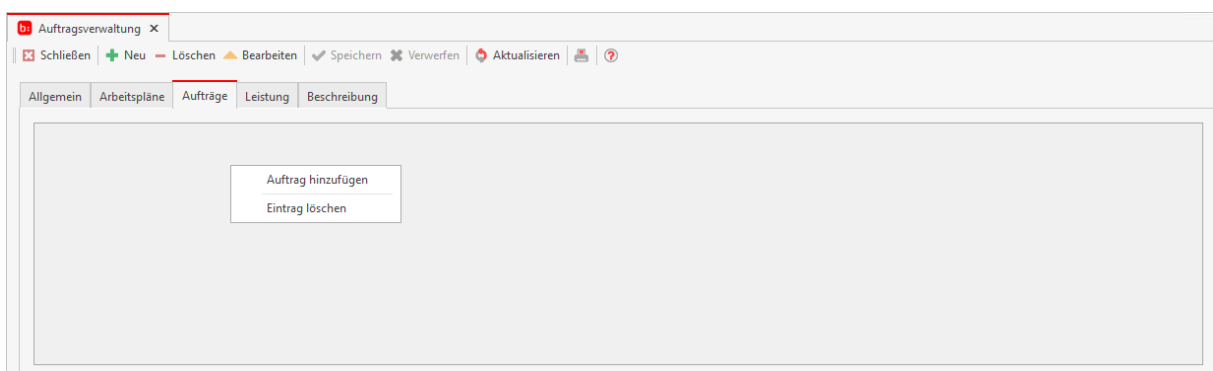 b: Auftragsverwaltung ×
Schließen Neu Löschen Bearbeiten Speichern Verwerfen Aktualisieren ?
Allgemein Arbeitspläne Aufträge Leistung Beschreibung
Auftrag hinzufügen
Eintrag löschen